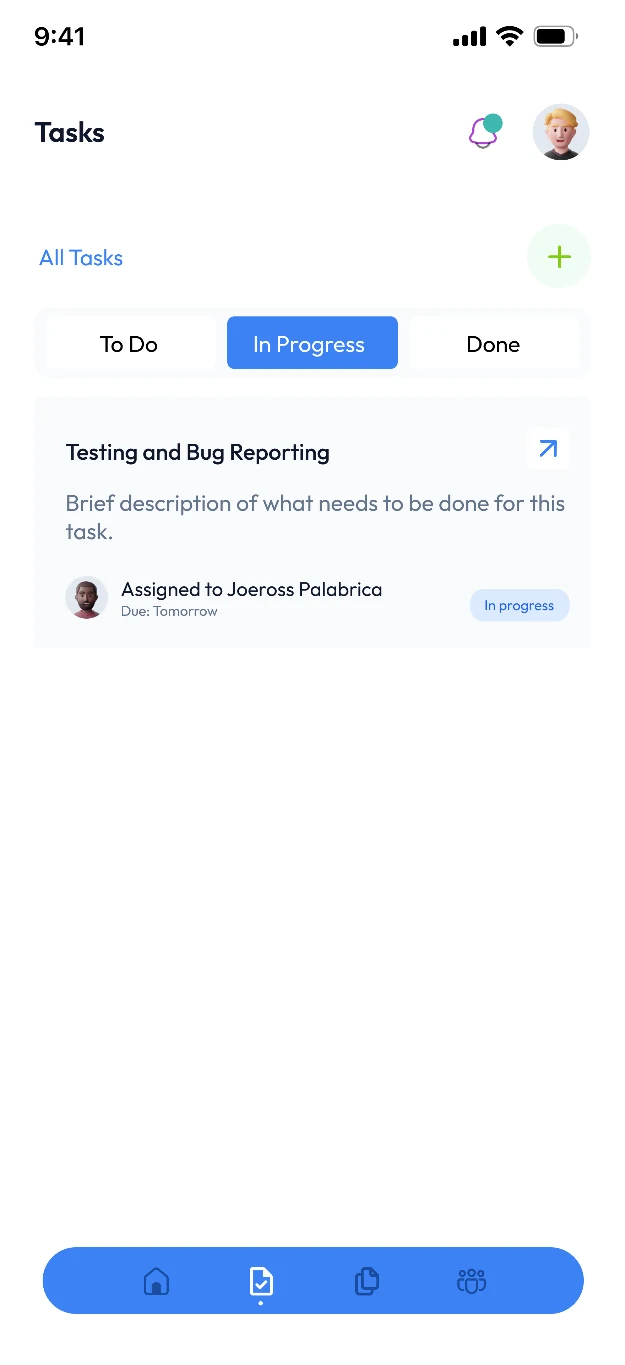 9:41
Tasks
All Tasks
To Do
In Progress
Done
Testing and Bug Reporting
Brief description of what needs to be done for this
task.
Assigned to Joeross Palabrica
Due: Tomorrow
In progress